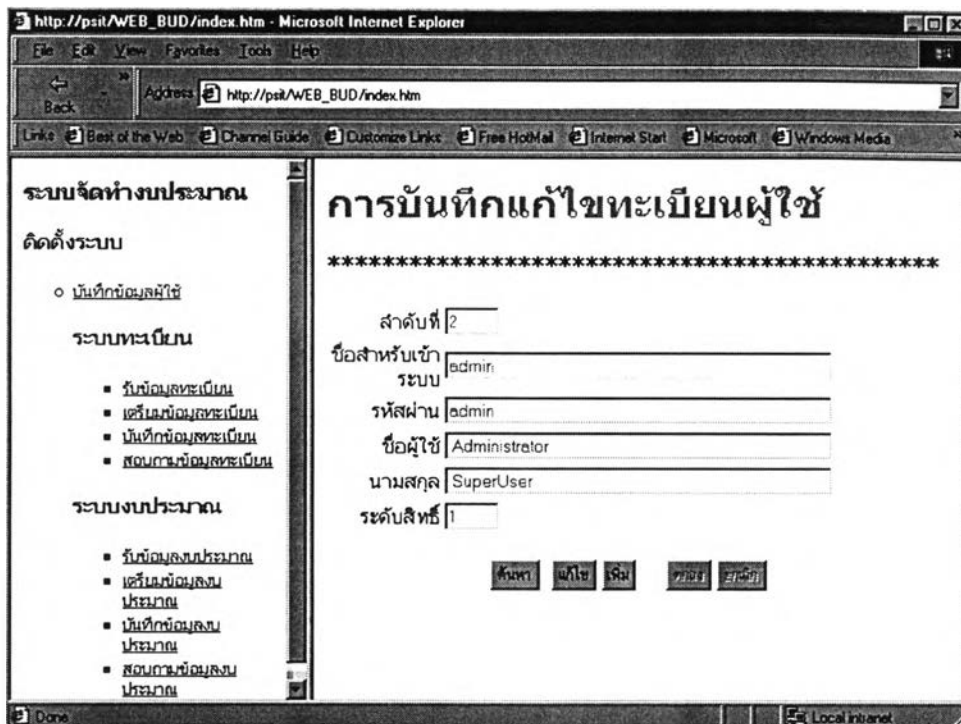 http://psit/WEB_BUD/index.htm - Microsoft Internet Explorer
File Edit View Favorites Tools Help
Back
Address http://psit/WEB_BUD/index.htm
Links Best of the Web Channel Guide Customize Links Free HotMail Internet Start Microsoft Windows Media
ระบบจัดทำงบประมาณ
ติดตั้งระบบ
บันทึกข้อมูลผู้ใช้
ระบบทะเบียน
รับข้อมูลทะเบียน
เตรียมข้อมูลทะเบียน
บันทึกข้อมูลทะเบียน
สอบถามข้อมูลทะเบียน
ระบบงบประมาณ
รับข้อมูลงบประมาณ
เตรียมข้อมูลงบ
ประมาณ
บันทึกข้อมูลงบ
ประมาณ
สอบถามข้อมูลงบ
ประมาณ
การบันทึกแก้ไขทะเบียนผู้ใช้
*********************************************
ลำดับที่ 2
ชื่อสำหรับเข้า
ระบบ admin
รหัสผ่าน admin
ชื่อผู้ใช้ Administrator
นามสกุล SuperUser
ระดับสิทธิ์ 1
ค้นหา แก้ไข เพิ่ม ตกลง ยกเลิก
Done Local intranet